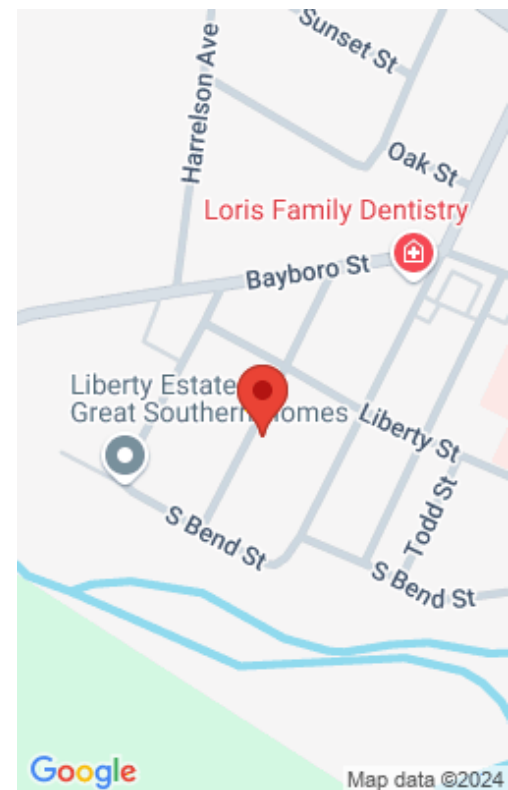 Sunset St
Harrelson Ave
Oak St
Loris Family Dentistry
Bayboro St
Liberty Estate
Great Southern Homes
Liberty St
Todd St
S Bend St
S Bend St
Google
Map data ©2024